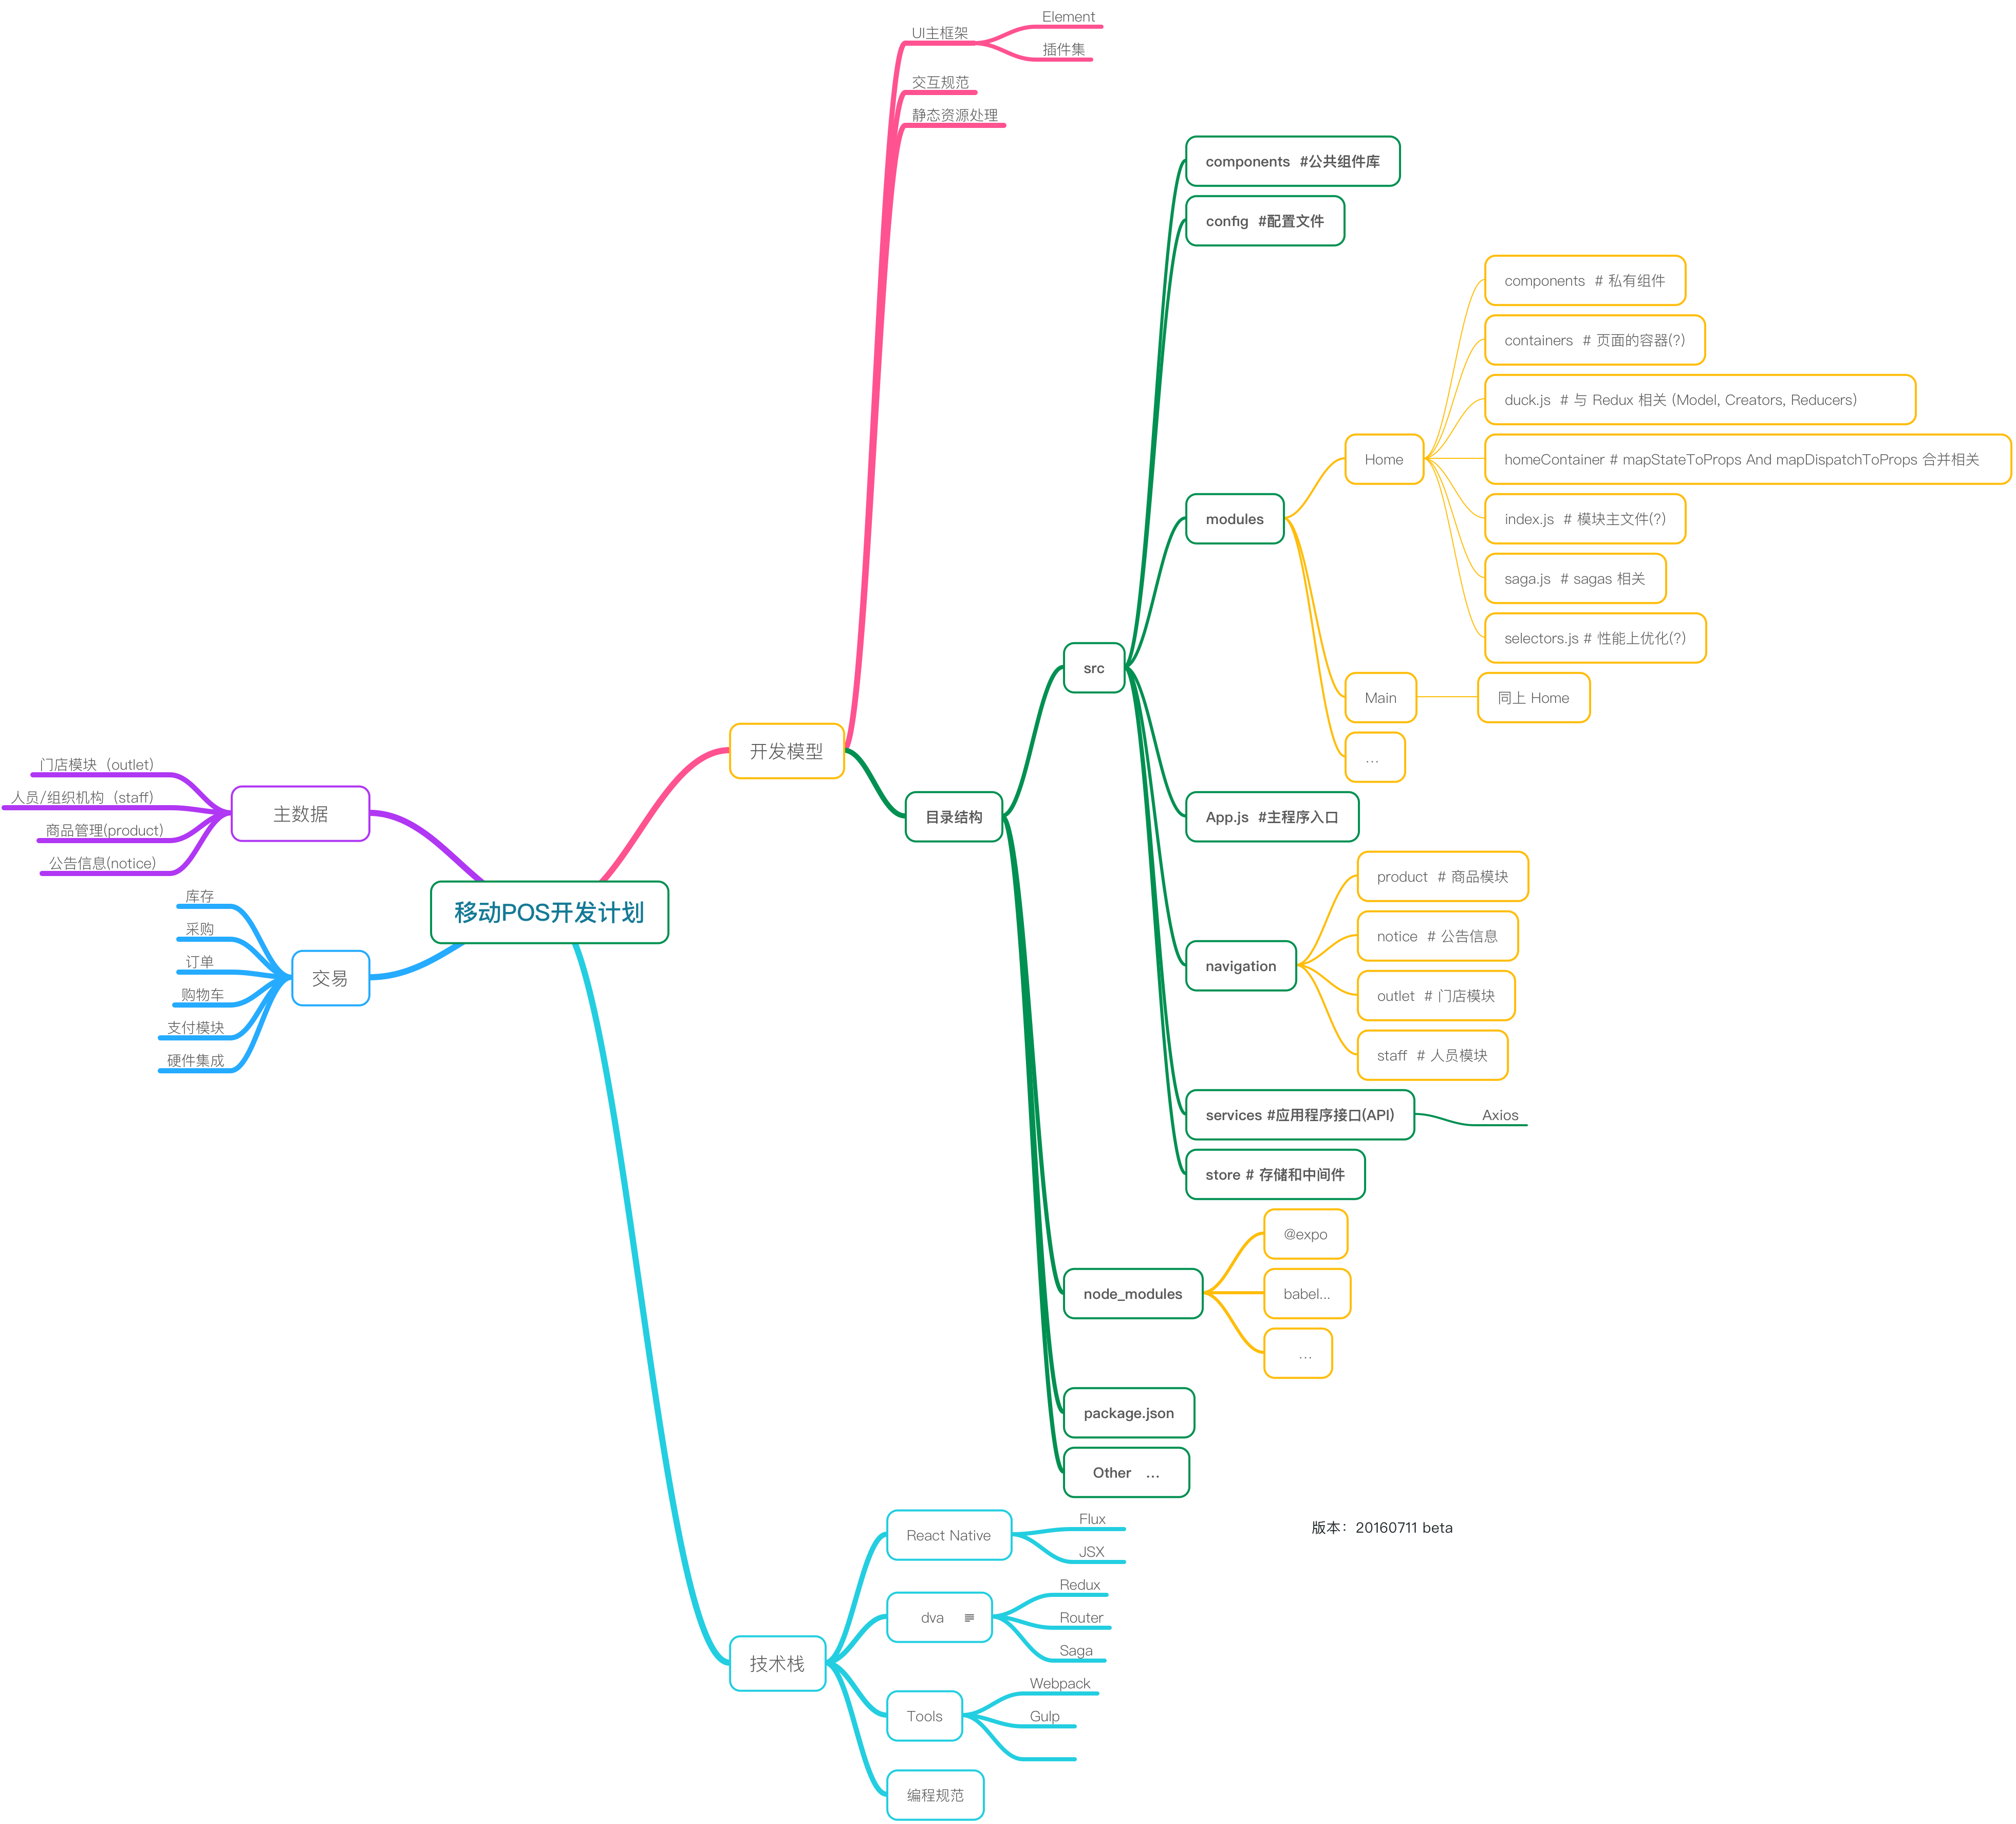 移动POS开发计划
开发模型
UI主框架
Element
插件集
交互规范
静态资源处理
目录结构
src
components  #公共组件库
config  #配置文件
modules
Home
components  # 私有组件
containers  # 页面的容器(?)
duck.js  # 与 Redux 相关 (Model, Creators, Reducers)
homeContainer # mapStateToProps And mapDispatchToProps 合并相关
index.js  # 模块主文件(?)
saga.js  # sagas 相关
selectors.js # 性能上优化(?)
Main
同上 Home
...
App.js  #主程序入口
navigation
product  # 商品模块
notice  # 公告信息
outlet  # 门店模块
staff  # 人员模块
services #应用程序接口(API)
Axios
store # 存储和中间件
node_modules
@expo
babel...
...
package.json
Other ...
技术栈
React Native
Flux
JSX
dva
Redux
Router
Saga
Tools
Webpack
Gulp
编程规范
主数据
门店模块（outlet）
人员/组织机构（staff）
商品管理(product)
公告信息(notice)
交易
库存
采购
订单
购物车
支付模块
硬件集成
版本：20160711 beta